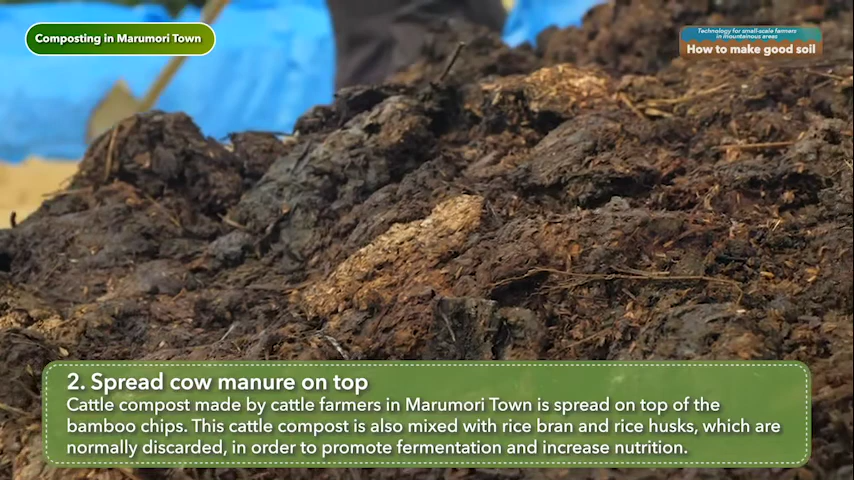 Composting in Marumori Town
Technology for small-scale farmers
in mountainous areas
How to make good soil
2. Spread cow manure on top
Cattle compost made by cattle farmers in Marumori Town is spread on top of the
bamboo chips. This cattle compost is also mixed with rice bran and rice husks, which are
normally discarded, in order to promote fermentation and increase nutrition.